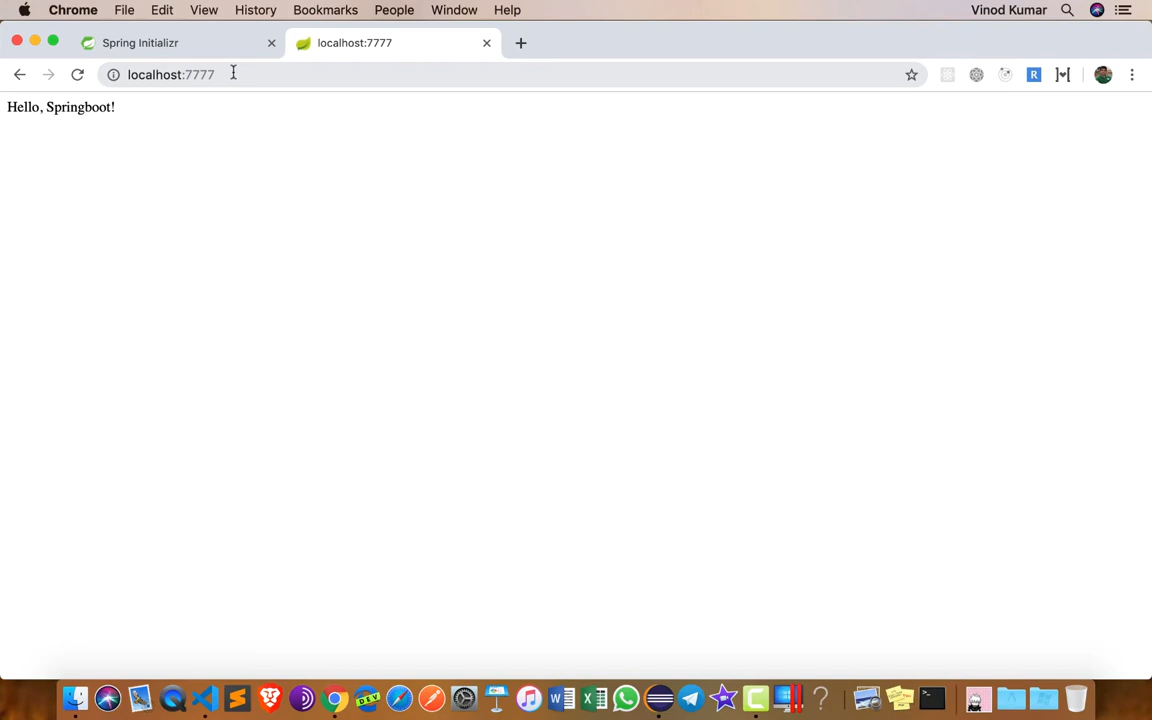 Chrome File Edit View History Bookmarks People Window Help Vinod Kumar
Spring Initializr localhost:7777
localhost:7777 R
Hello, Springboot!
DEV W X